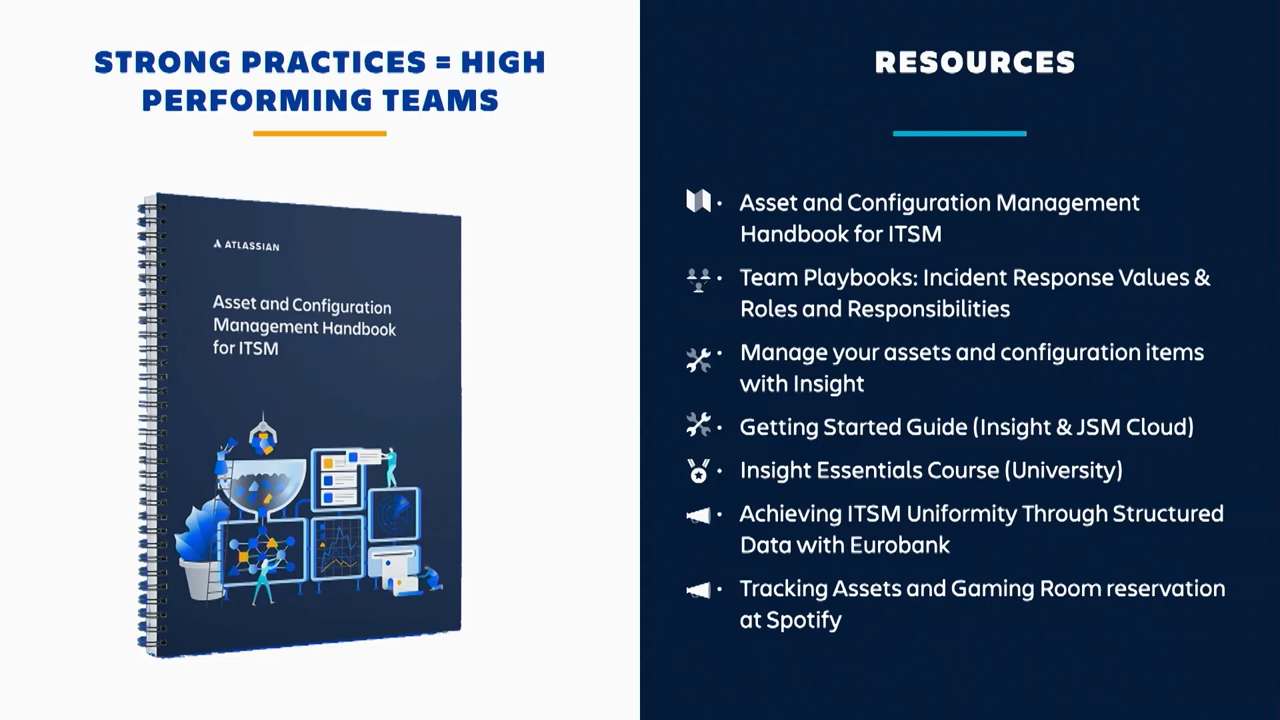 STRONG PRACTICES = HIGH
PERFORMING TEAMS
ATLASSIAN
Asset and Configuration
Management Handbook
for ITSM
RESOURCES
• Asset and Configuration Management
Handbook for ITSM
• Team Playbooks: Incident Response Values &
Roles and Responsibilities
• Manage your assets and configuration items
with Insight
• Getting Started Guide (Insight & JSM Cloud)
• Insight Essentials Course (University)
• Achieving ITSM Uniformity Through Structured
Data with Eurobank
• Tracking Assets and Gaming Room reservation
at Spotify